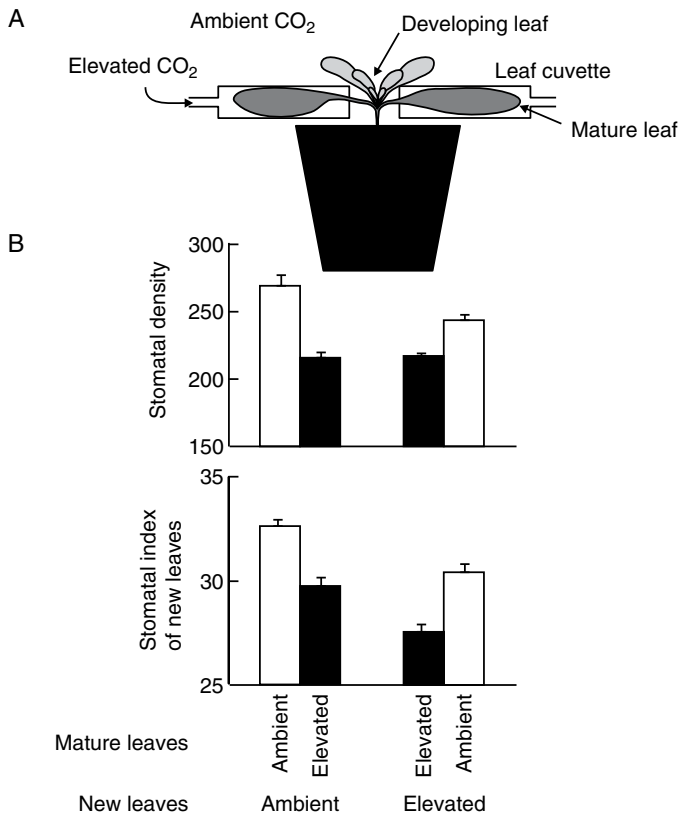 A
Ambient CO₂
Developing leaf
Elevated CO₂
Leaf cuvette
Mature leaf
B
300
250
200
150
Stomatal density
35
30
25
Stomatal index
of new leaves
Mature leaves
Ambient
Elevated
Elevated
Ambient
New leaves
Ambient
Elevated